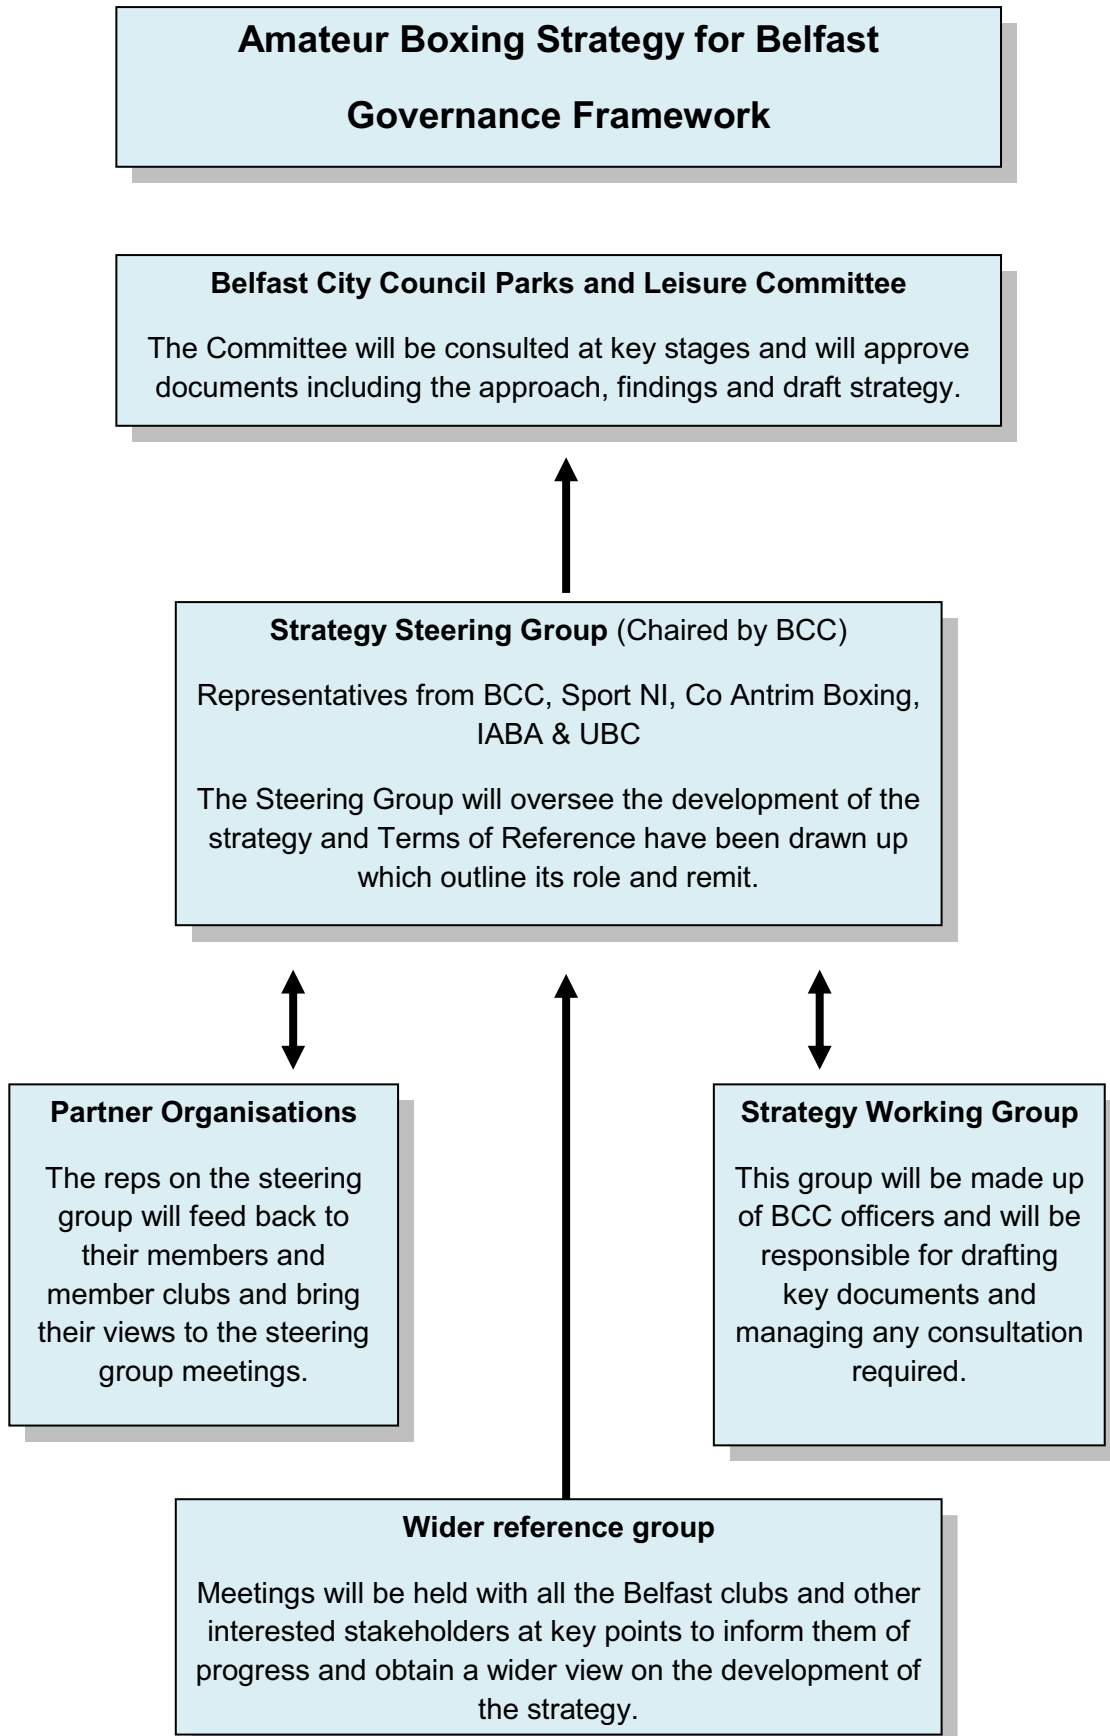 Amateur Boxing Strategy for Belfast
Governance Framework
Belfast City Council Parks and Leisure Committee
The Committee will be consulted at key stages and will approve
documents including the approach, findings and draft strategy.
Strategy Steering Group (Chaired by BCC)
Representatives from BCC, Sport NI, Co Antrim Boxing,
IABA & UBC
The Steering Group will oversee the development of the
strategy and Terms of Reference have been drawn up
which outline its role and remit.
Partner Organisations
The reps on the steering
group will feed back to
their members and
member clubs and bring
their views to the steering
group meetings.
Strategy Working Group
This group will be made up
of BCC officers and will be
responsible for drafting
key documents and
managing any consultation
required.
Wider reference group
Meetings will be held with all the Belfast clubs and other
interested stakeholders at key points to inform them of
progress and obtain a wider view on the development of
the strategy.